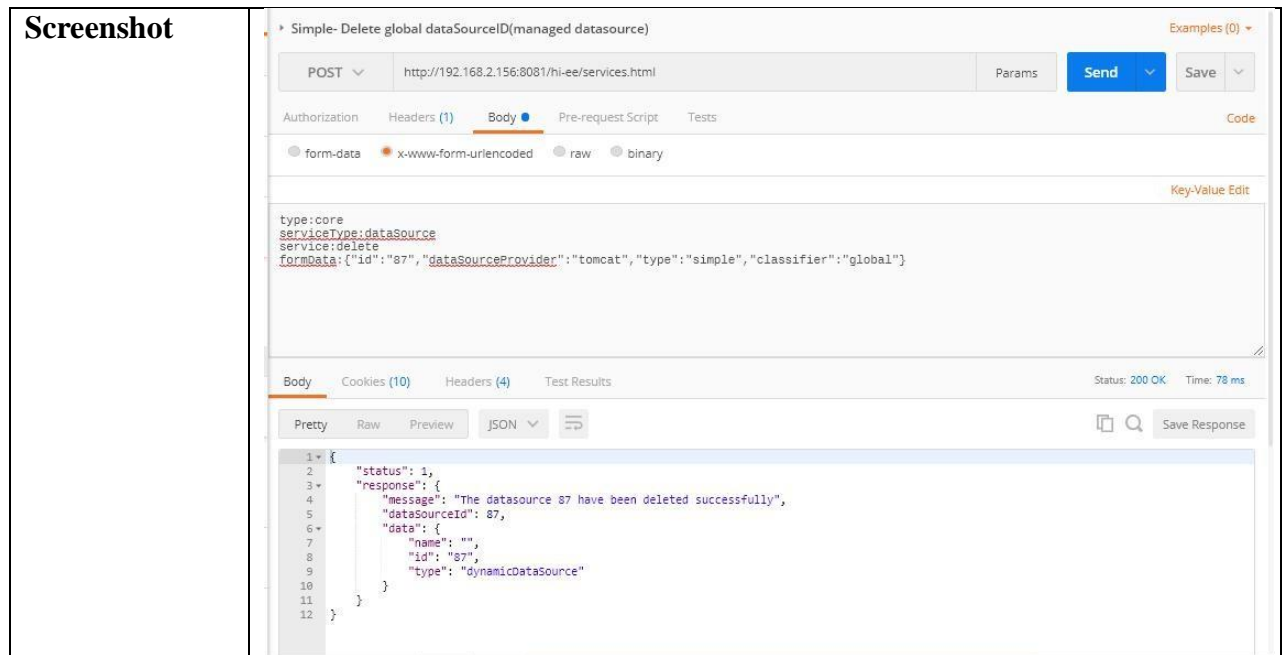 Screenshot
Simple- Delete global dataSourceID(managed datasource) Examples (0)
POST http://192.168.2.156:8081/hi-ee/services.html Params Send Save
Authorization Headers (1) Body Pre-request Script Tests Code
form-data x-www-form-urlencoded raw binary
Key-Value Edit
type:core
serviceType:dataSource
service:delete
formData:{"id":"87","dataSourceProvider":"tomcat","type":"simple","classifier":"global"}
Body Cookies (10) Headers (4) Test Results Status: 200 OK Time: 78 ms
Pretty Raw Preview JSON Save Response
1 {
2 "status": 1,
3 "response": {
4 "message": "The datasource 87 have been deleted successfully",
5 "dataSourceId": 87,
6 "data": {
7 "name": "",
8 "id": "87",
9 "type": "dynamicDataSource"
10 }
11 }
12 }